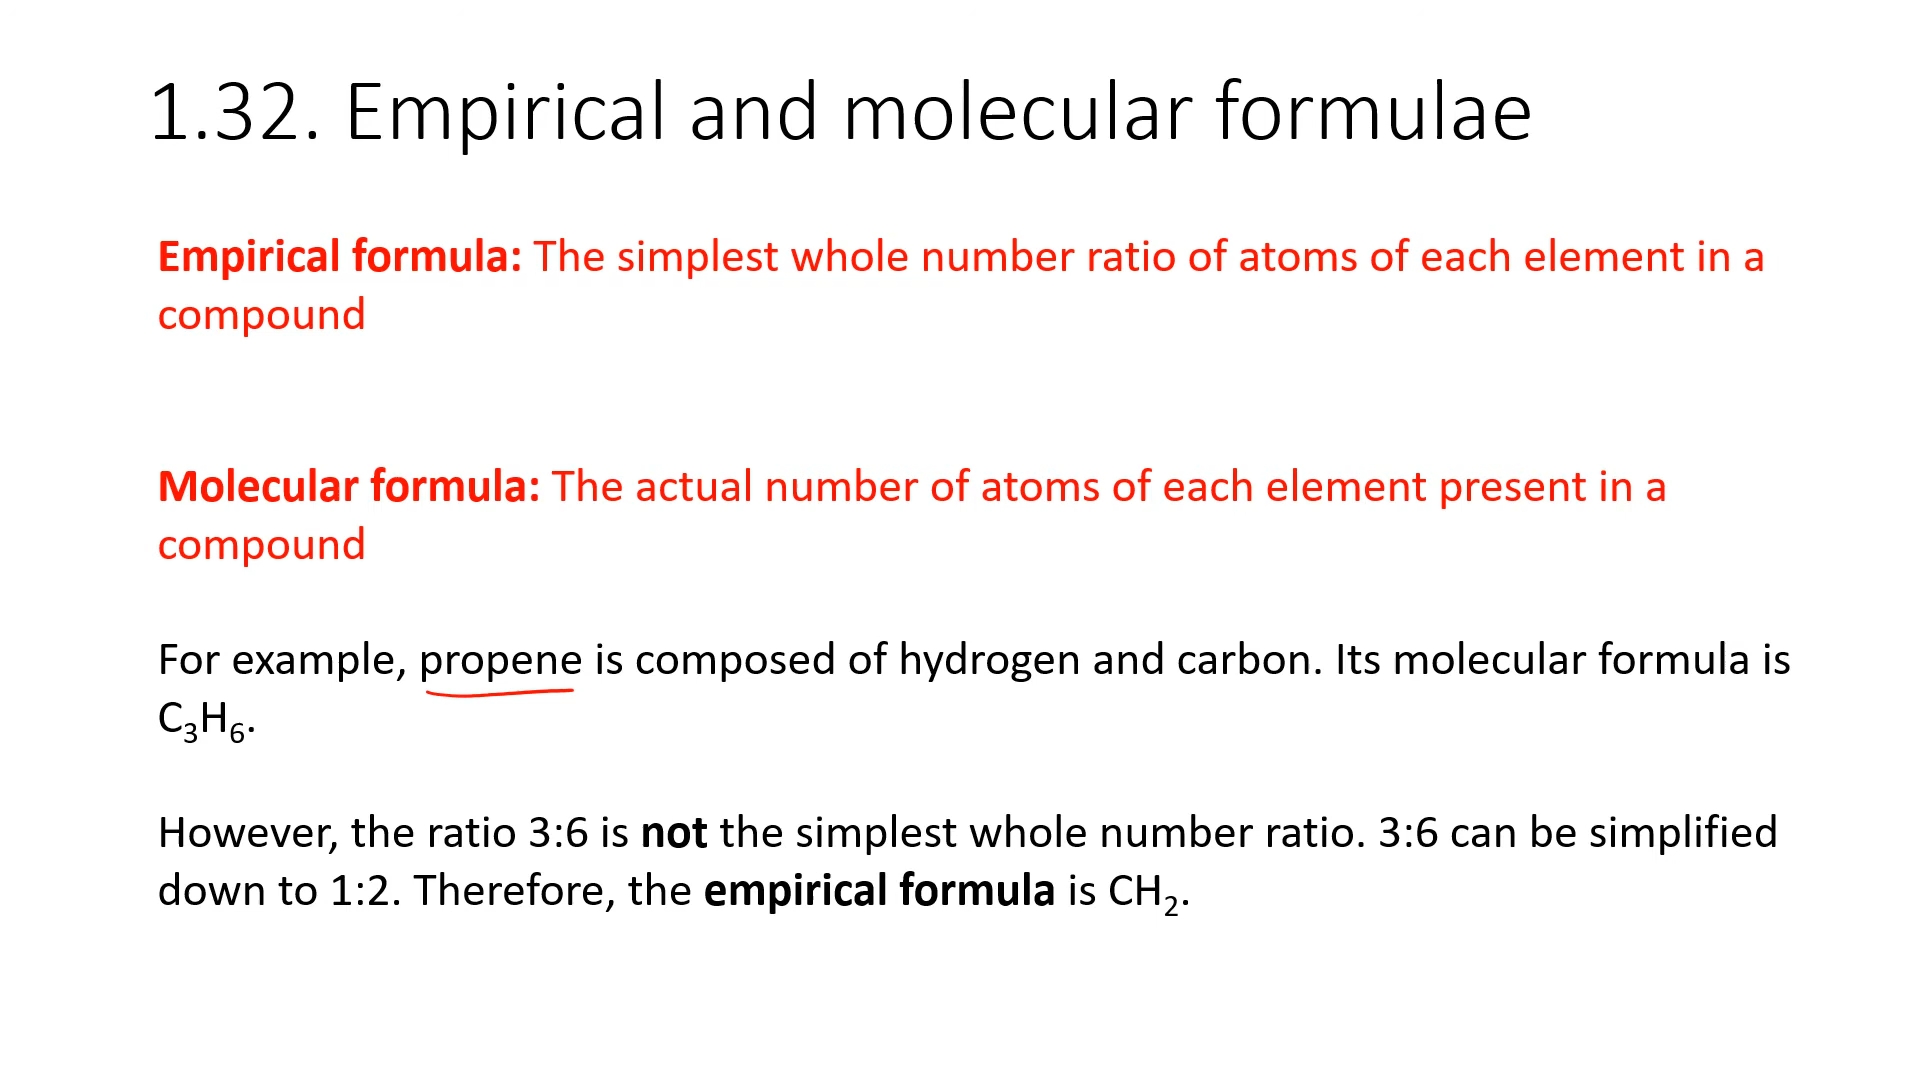 1.32. Empirical and molecular formulae
Empirical formula: The simplest whole number ratio of atoms of each element in a
compound
Molecular formula: The actual number of atoms of each element present in a
compound
For example, propene is composed of hydrogen and carbon. Its molecular formula is
C₃H₆.
However, the ratio 3:6 is not the simplest whole number ratio. 3:6 can be simplified
down to 1:2. Therefore, the empirical formula is CH₂.